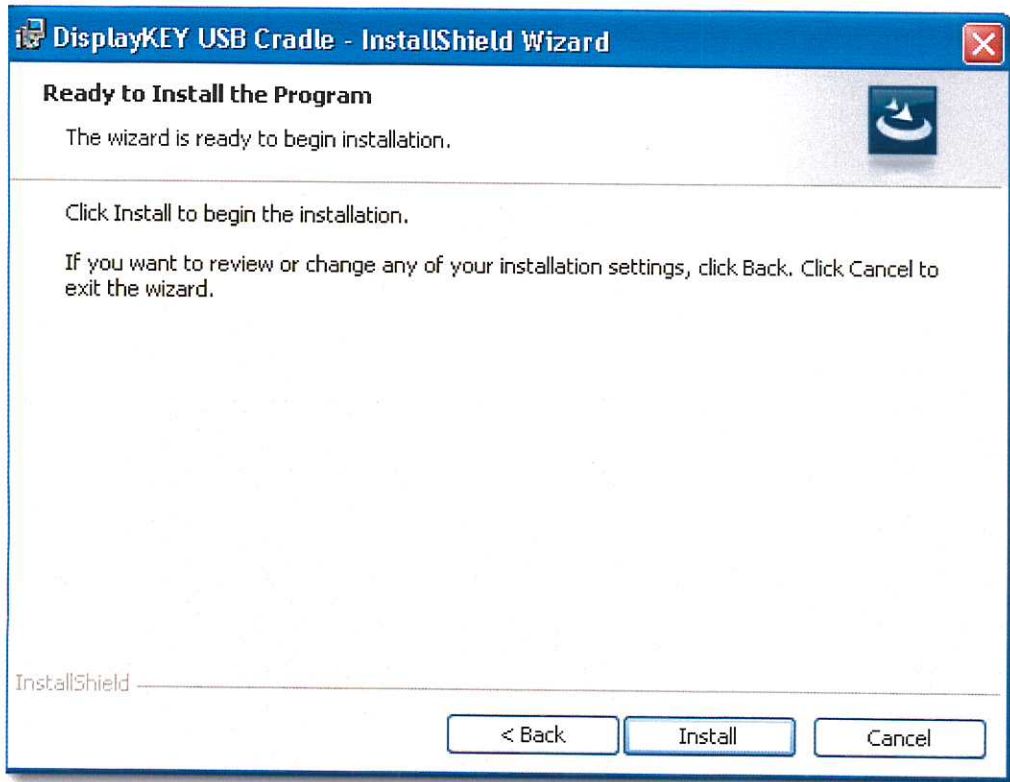 DisplayKEY USB Cradle - InstallShield Wizard
Ready to Install the Program
The wizard is ready to begin installation.
Click Install to begin the installation.
If you want to review or change any of your installation settings, click Back. Click Cancel to
exit the wizard.
InstallShield
< Back
Install
Cancel